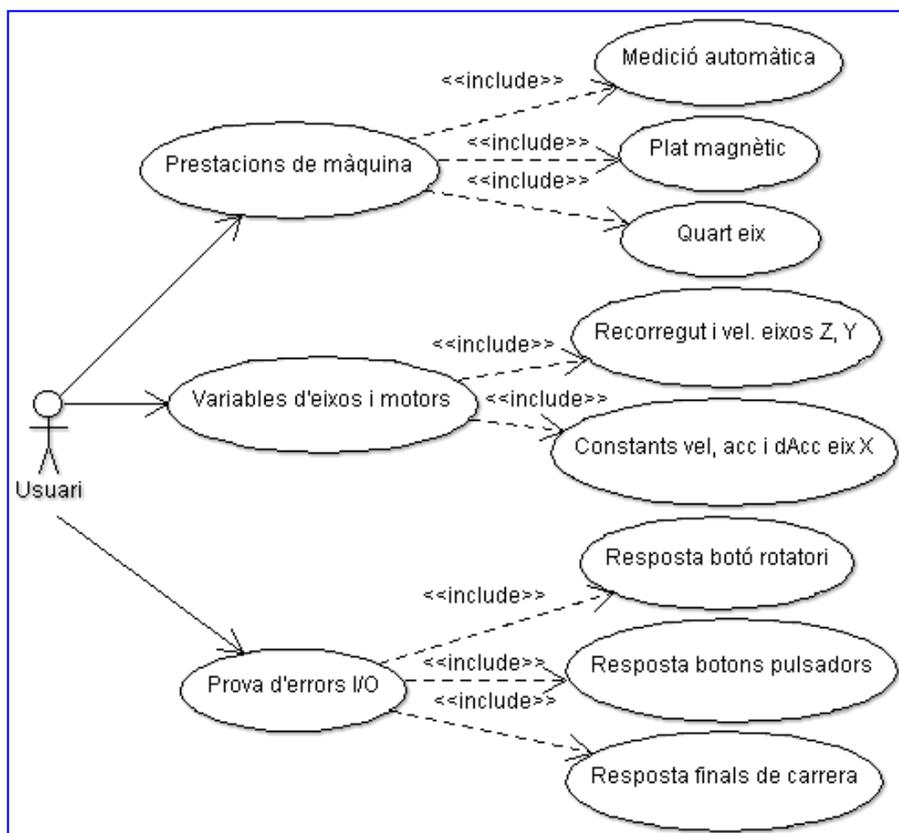 Medició automàtica
<<include>>
<<include>>
Plat magnètic
Prestacions de màquina
<<include>>
Quart eix
Recorregut i vel. eixos Z, Y
<<include>>
Variables d'eixos i motors
<<include>>
Constants vel, acc i dAcc eix X
Usuari
Resposta botó rotatori
<<include>>
<<include>>
Resposta botons pulsadors
Prova d'errors I/O
<<include>>
Resposta finals de carrera